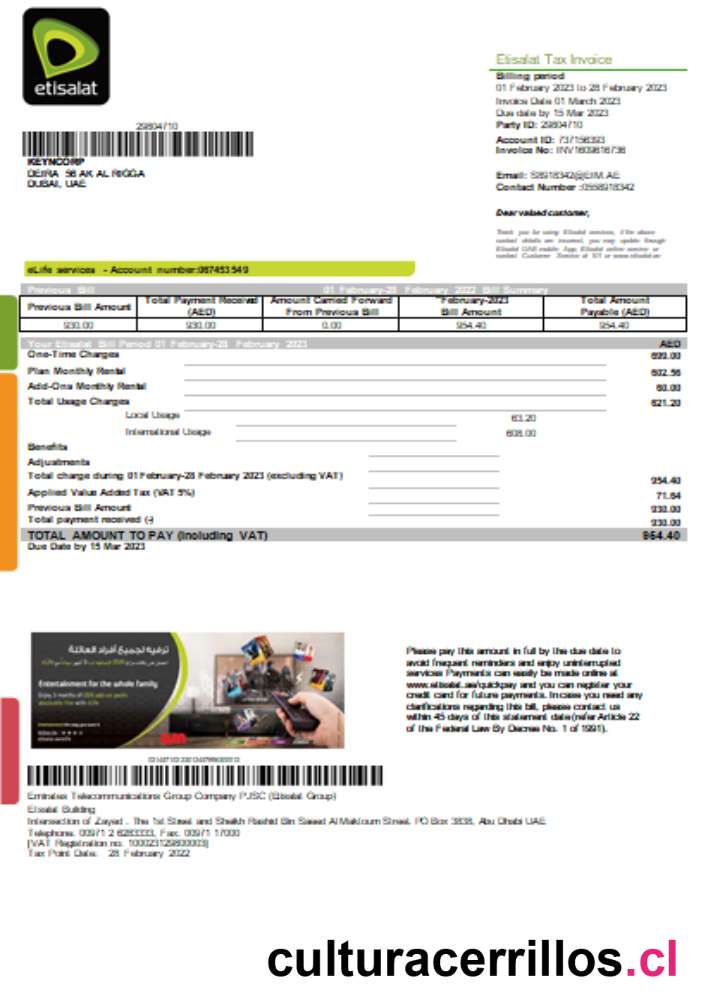 etisalat
Etisalat Tax Invoice
Billing period
01 February 2023 to 28 February 2023
Invoice Date 01 March 2023
Due date by 15 Mar 2023
Party ID: 29804710
Account ID: 737156393
Invoice No: INV1609616736
Email: S8918342@EIM.AE
Contact Number :0558918342
Dear valued customer,
Thank you for using Etisalat services, if the above
29804710
KEYNCORP
DEIRA 56 AK AL RIGGA
DUBAI, UAE
eLife services - Account number:067453549
Previous Bill 01 February-28 February 2022 Bill Summary
Previous Bill Amount Total Payment Received (AED) Amount Carried Forward From Previous Bill "February-2023 Bill Amount Total Amount Payable (AED)
930.00 930.00 0.00 954.40 954.40
Your Etisalat Bill Period 01 February-28 February 2023 AED
One-Time Charges 699.00
Plan Monthly Rental 602.56
Add-Ons Monthly Rental 60.00
Total Usage Charges 621.20
Local Usage 63.20
International Usage 608.00
Benefits
Adjustments
Total charge during 01February-28 February 2023 (excluding VAT) 954.40
Applied Value Added Tax (VAT 5%) 71.64
Previous Bill Amount 930.00
Total payment received (-) 930.00
TOTAL AMOUNT TO PAY (Including VAT) 954.40
Due Date by 15 Mar 2023
ترفيه لجميع أفراد العائلة
Entertainment for the whole family
Please pay this amount in full by the due date to
avoid frequent reminders and enjoy uninterrupted
services Payments can easily be made online at
www.etisalat.ae/quickpay and you can register your
credit card for future payments. In case you need any
clarifications regarding this bill, please contact us
within 45 days of this statement date (refer Article 22
of the Federal Law By Decree No. 1 of 1991).
Emirates Telecommunications Group Company PJSC (Etisalat Group)
Etisalat Building
Intersection of Zayed . The 1st Street and Sheikh Rashid Bin Saeed Al Maktoum Street. PO Box 3838, Abu Dhabi UAE
Telephone. 00971 2 6283333, Fax. 00971 17000
[VAT Registration no. 100023129800003]
Tax Point Date. 28 February 2022
culturacerrillos.cl